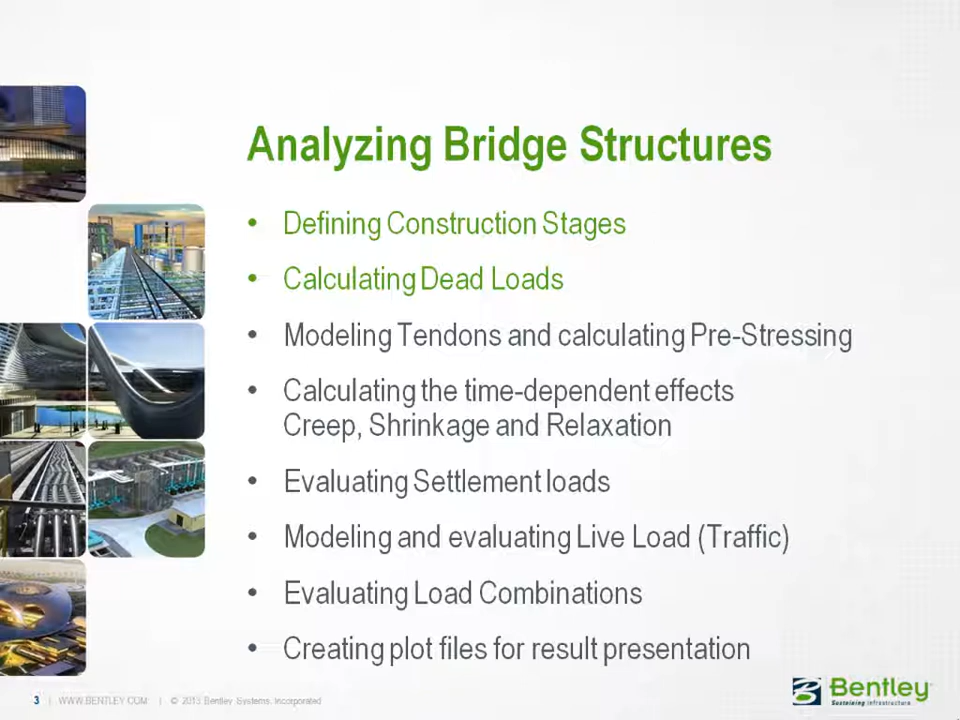 Analyzing Bridge Structures
• Defining Construction Stages
• Calculating Dead Loads
• Modeling Tendons and calculating Pre-Stressing
• Calculating the time-dependent effects
Creep, Shrinkage and Relaxation
• Evaluating Settlement loads
• Modeling and evaluating Live Load (Traffic)
• Evaluating Load Combinations
• Creating plot files for result presentation
3 | WWW.BENTLEY.COM | © 2013 Bentley Systems, Incorporated
Bentley
Sustaining Infrastructure